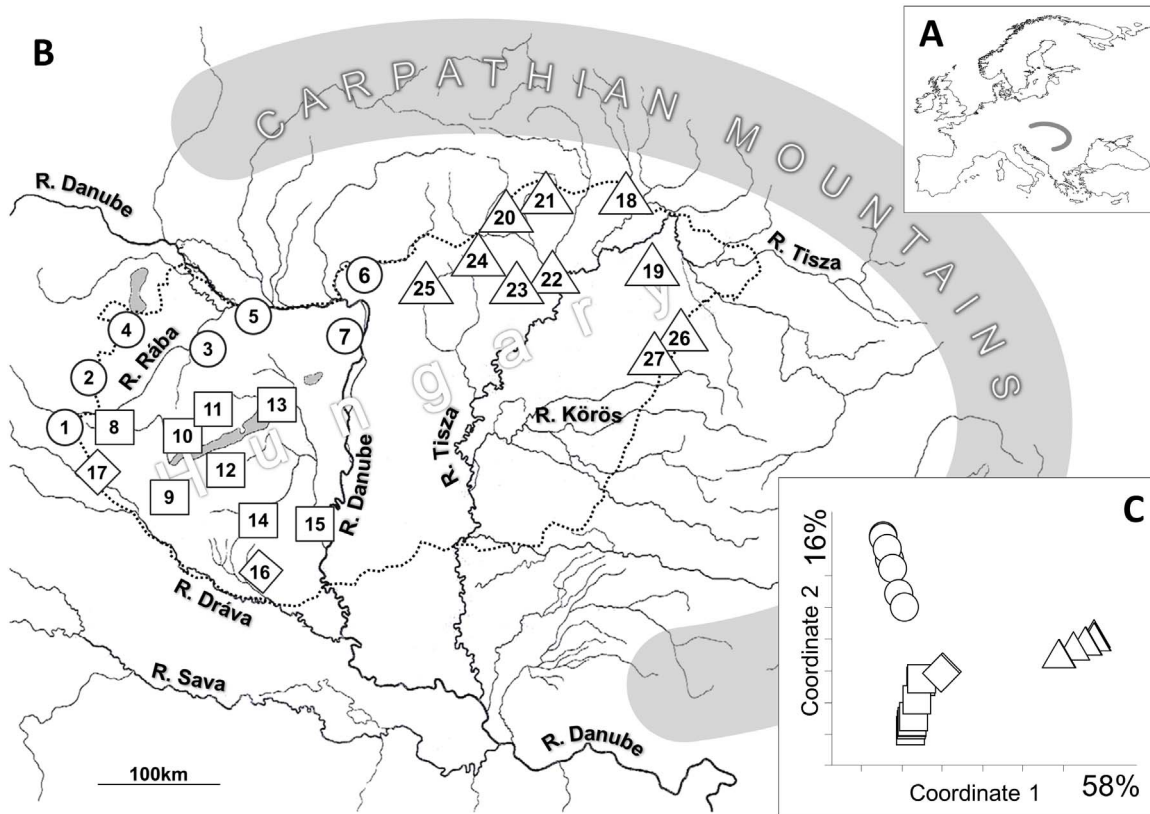 B
A
CARPATHIAN MOUNTAINS
R. Danube
R. Tisza
R. Rába
Hungary
R. Körös
R. Tisza
R. Danube
R. Dráva
R. Sava
R. Danube
100km
1
2
3
4
5
6
7
8
9
10
11
12
13
14
15
16
17
18
19
20
21
22
23
24
25
26
27
C
16%
Coordinate 2
Coordinate 1
58%